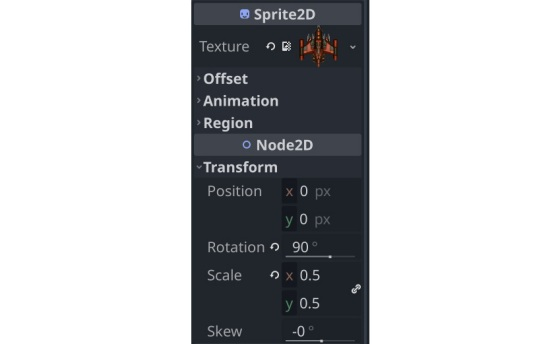 Sprite2D
Texture
Offset
Animation
Region
Node2D
Transform
Position x 0 px
y 0 px
Rotation 90 °
Scale x 0.5
y 0.5
Skew -0 °